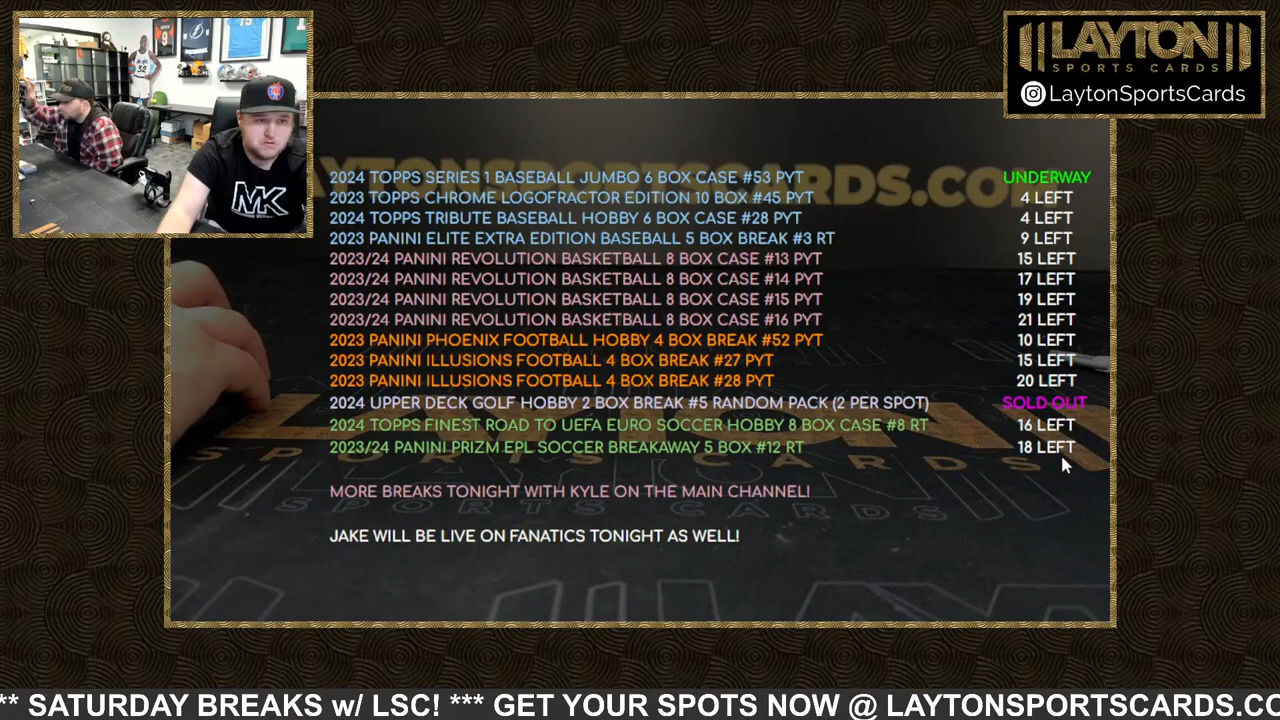 LAYTON
SPORTS CARDS
LaytonSportsCards
LAYTONSPORTSCARDS.CO
2024 TOPPS SERIES 1 BASEBALL JUMBO 6 BOX CASE #53 PYT UNDERWAY
2023 TOPPS CHROME LOGOFRACTOR EDITION 10 BOX #45 PYT 4 LEFT
2024 TOPPS TRIBUTE BASEBALL HOBBY 6 BOX CASE #28 PYT 4 LEFT
2023 PANINI ELITE EXTRA EDITION BASEBALL 5 BOX BREAK #3 RT 9 LEFT
2023/24 PANINI REVOLUTION BASKETBALL 8 BOX CASE #13 PYT 15 LEFT
2023/24 PANINI REVOLUTION BASKETBALL 8 BOX CASE #14 PYT 17 LEFT
2023/24 PANINI REVOLUTION BASKETBALL 8 BOX CASE #15 PYT 19 LEFT
2023/24 PANINI REVOLUTION BASKETBALL 8 BOX CASE #16 PYT 21 LEFT
2023 PANINI PHOENIX FOOTBALL HOBBY 4 BOX BREAK #52 PYT 10 LEFT
2023 PANINI ILLUSIONS FOOTBALL 4 BOX BREAK #27 PYT 15 LEFT
2023 PANINI ILLUSIONS FOOTBALL 4 BOX BREAK #28 PYT 20 LEFT
2024 UPPER DECK GOLF HOBBY 2 BOX BREAK #5 RANDOM PACK (2 PER SPOT) SOLD OUT
2024 TOPPS FINEST ROAD TO UEFA EURO SOCCER HOBBY 8 BOX CASE #8 RT 16 LEFT
2023/24 PANINI PRIZM EPL SOCCER BREAKAWAY 5 BOX #12 RT 18 LEFT
MORE BREAKS TONIGHT WITH KYLE ON THE MAIN CHANNEL!
JAKE WILL BE LIVE ON FANATICS TONIGHT AS WELL!
MK
** SATURDAY BREAKS w/ LSC! *** GET YOUR SPOTS NOW @ LAYTONSPORTSCARDS.CO